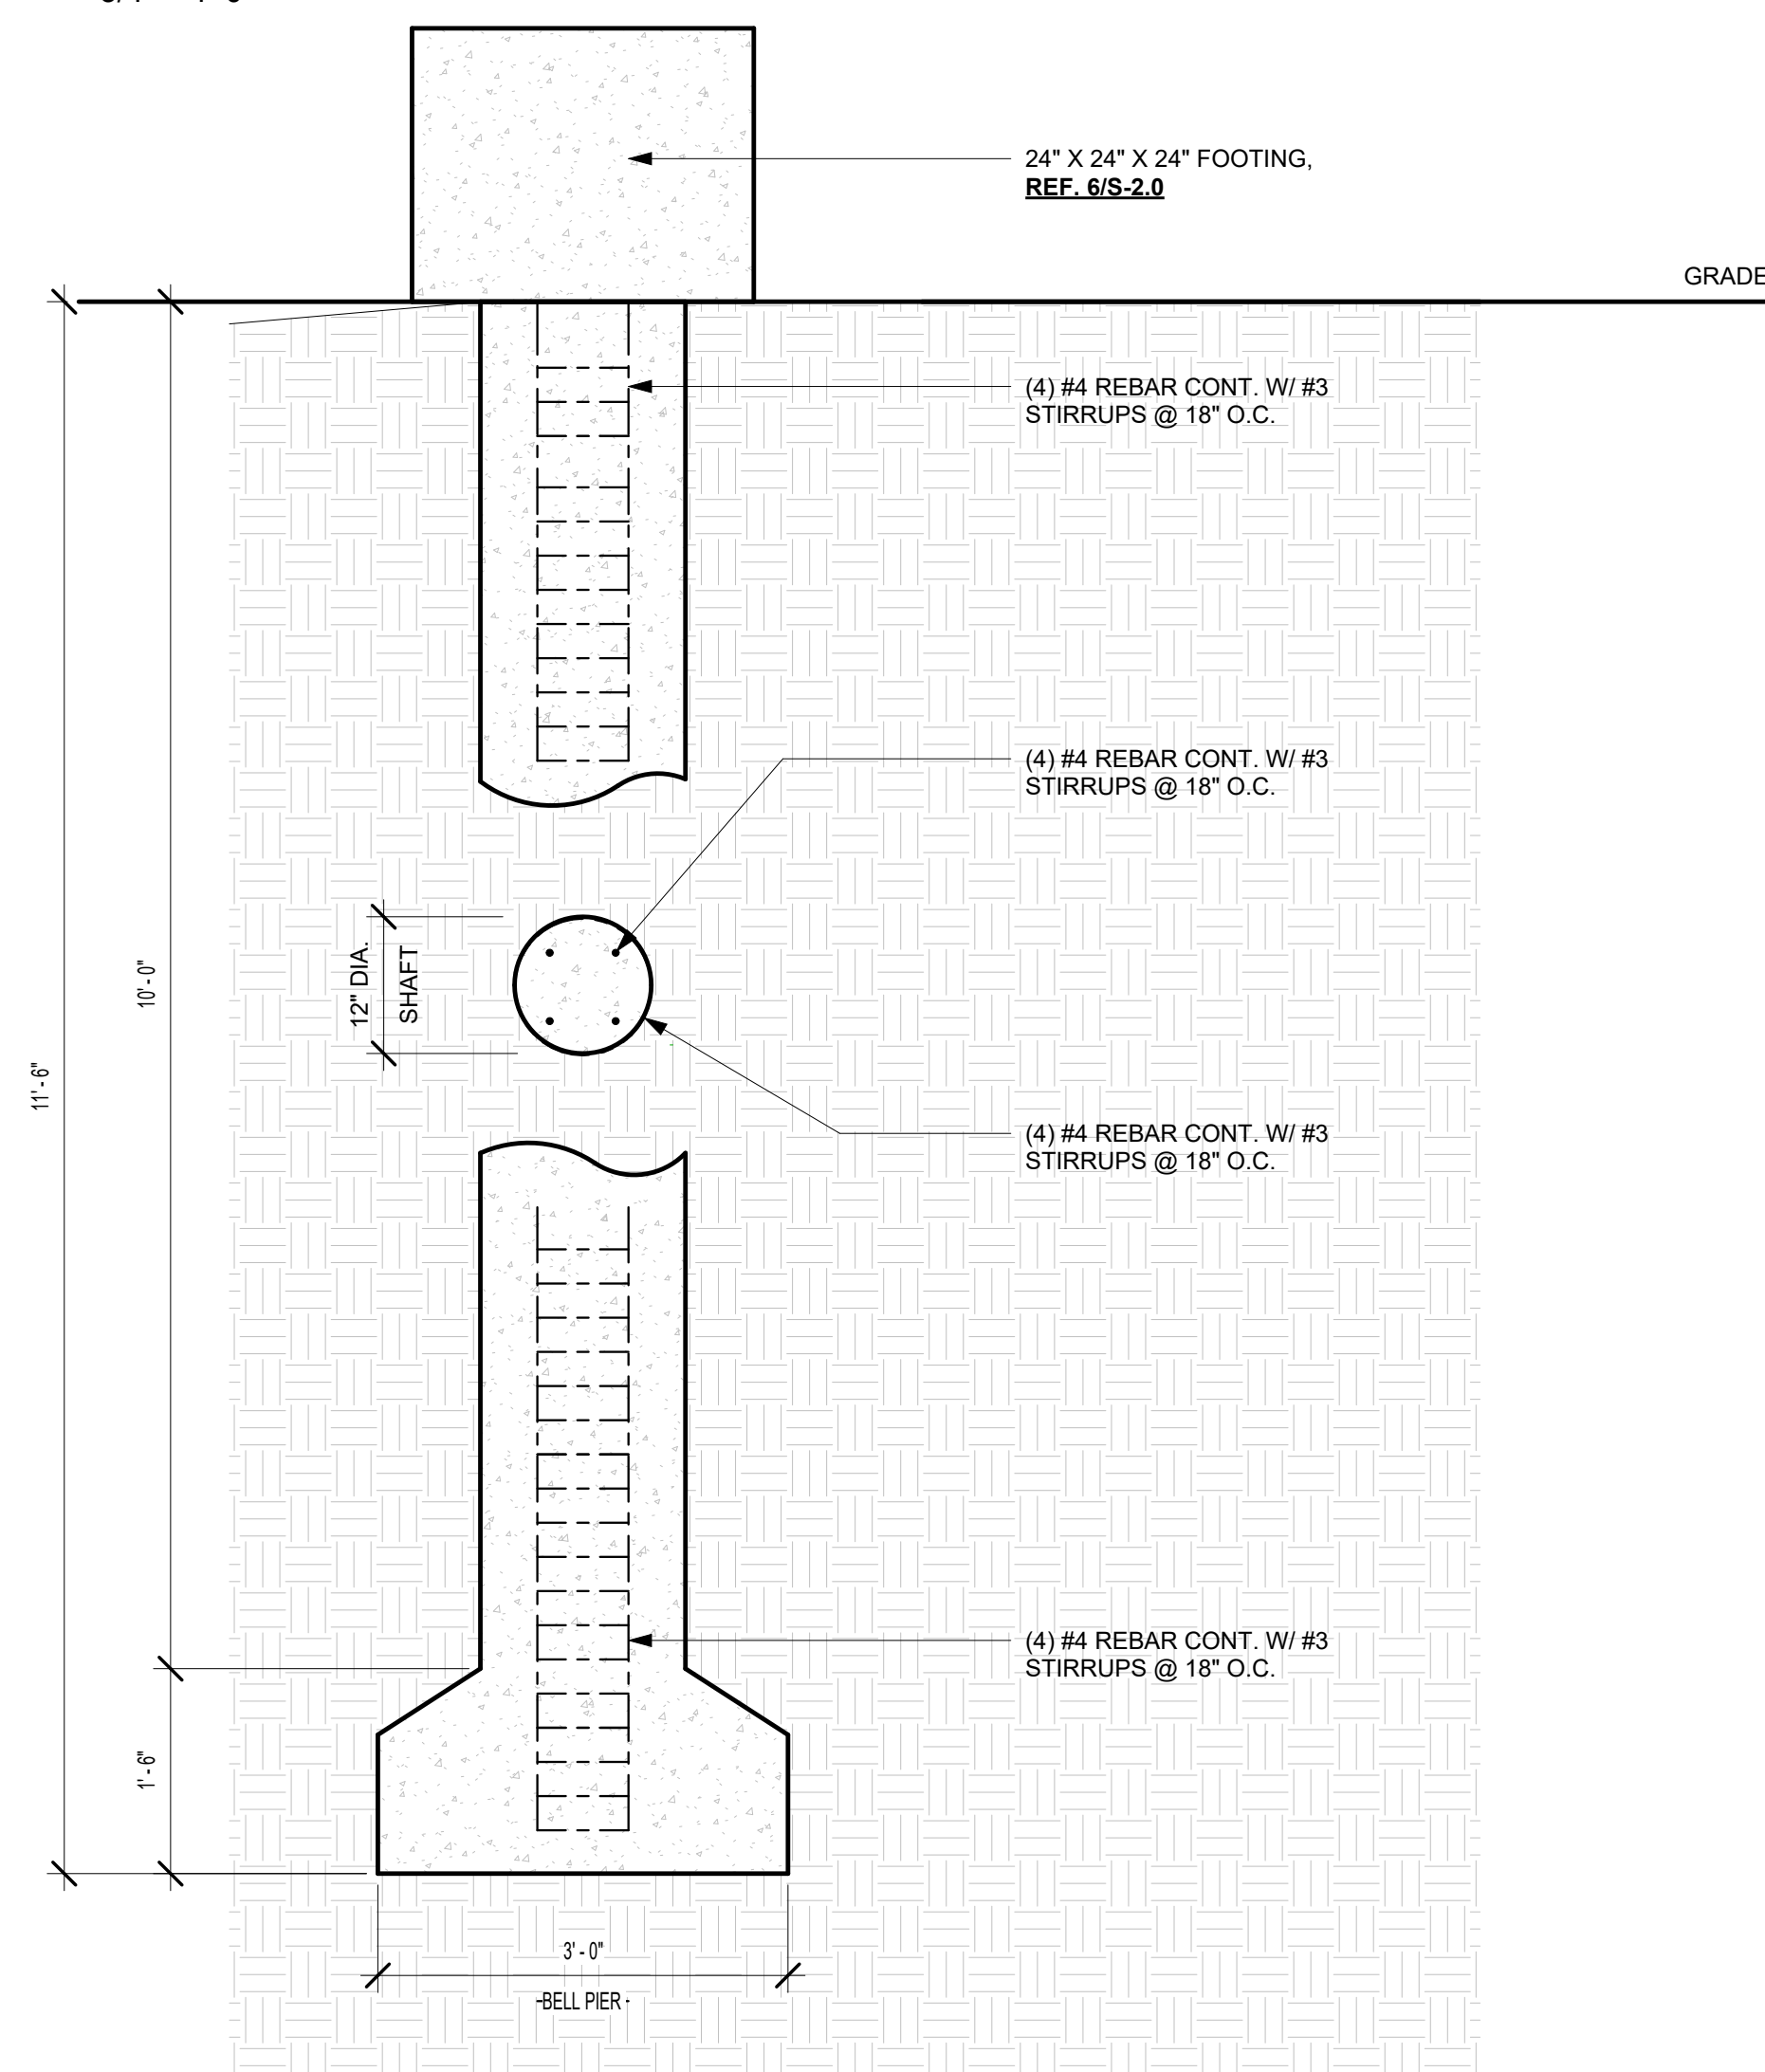 24" X 24" X 24" FOOTING,
REF. 6/S-2.0
GRADE
(4) #4 REBAR CONT. W/ #3
STIRRUPS @ 18" O.C.
(4) #4 REBAR CONT. W/ #3
STIRRUPS @ 18" O.C.
12" DIA.
SHAFT
10' - 0"
11' - 6"
(4) #4 REBAR CONT. W/ #3
STIRRUPS @ 18" O.C.
(4) #4 REBAR CONT. W/ #3
STIRRUPS @ 18" O.C.
1' - 6"
3' - 0"
-BELL PIER -